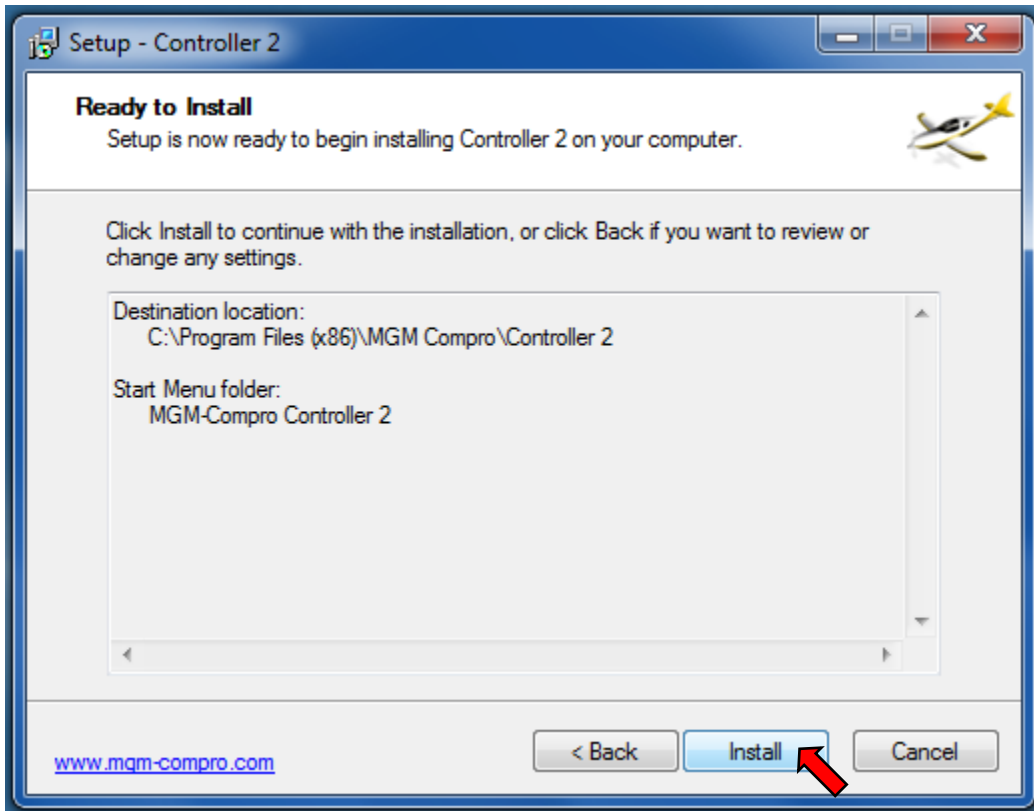 Setup - Controller 2
Ready to Install
Setup is now ready to begin installing Controller 2 on your computer.
Click Install to continue with the installation, or click Back if you want to review or
change any settings.
Destination location:
C:\Program Files (x86)\MGM Compro\Controller 2
Start Menu folder:
MGM-Compro Controller 2
www.mgm-compro.com
< Back
Install
Cancel